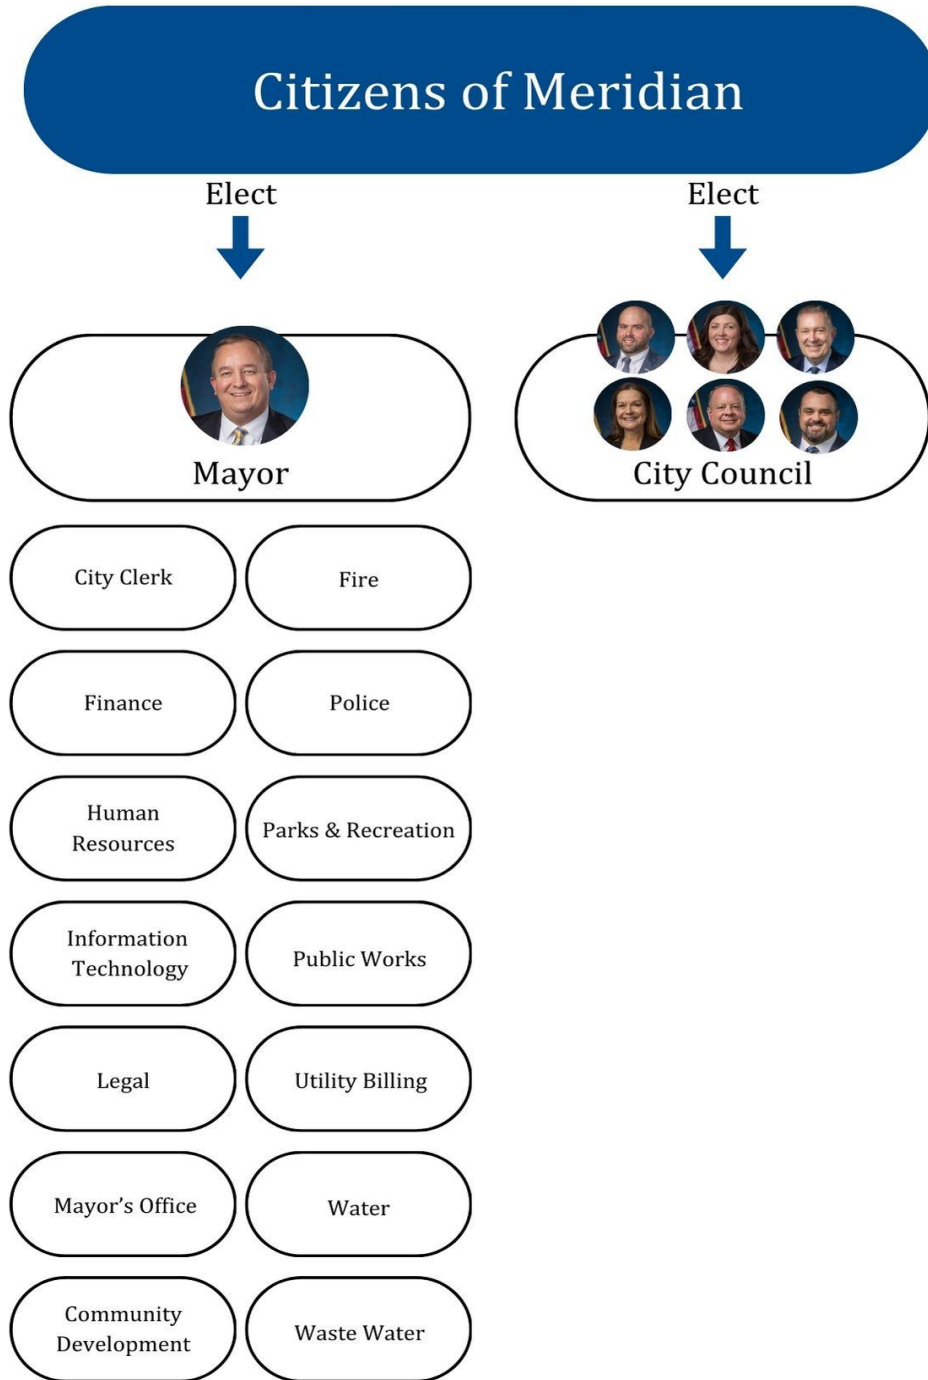 Citizens of Meridian
Elect
Elect
Mayor
City Council
City Clerk
Fire
Finance
Police
Human
Resources
Parks & Recreation
Information
Technology
Public Works
Legal
Utility Billing
Mayor’s Office
Water
Community
Development
Waste Water